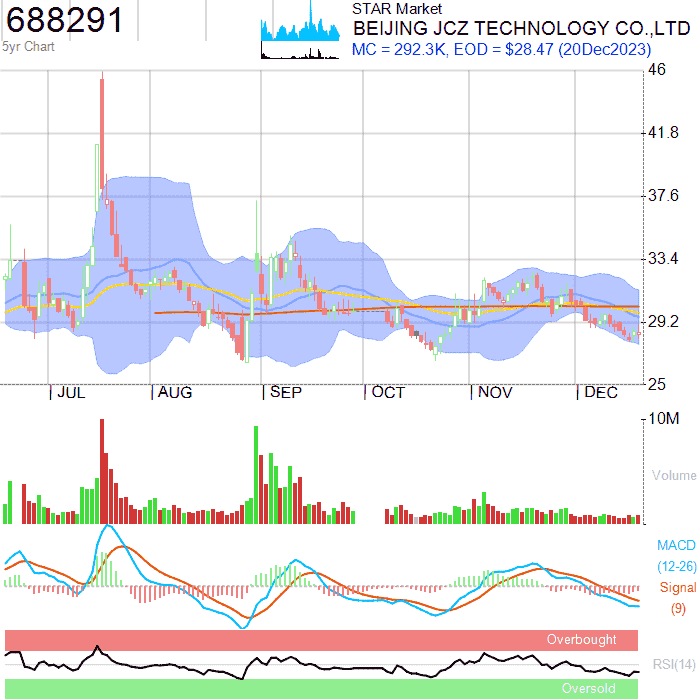 688291
5yr Chart
STAR Market
BEIJING JCZ TECHNOLOGY CO.,LTD
MC = 292.3K, EOD = $28.47 (20Dec2023)
46
41.8
37.6
33.4
29.2
25
JUL AUG SEP OCT NOV DEC
10M
Volume
MACD
(12-26)
Signal
(9)
Overbought
RSI(14)
Oversold